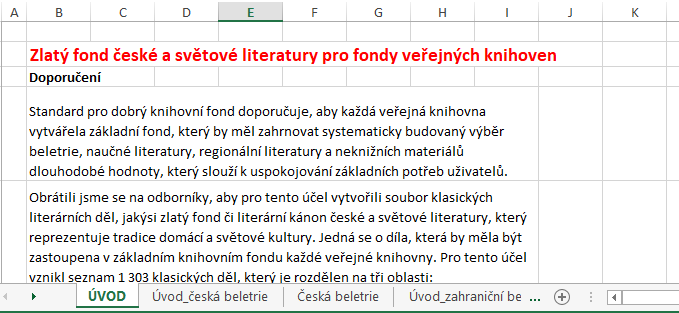 A B C D E F G H I J K
Zlatý fond české a světové literatury pro fondy veřejných knihoven
Doporučení
Standard pro dobrý knihovní fond doporučuje, aby každá veřejná knihovna
vytvářela základní fond, který by měl zahrnovat systematicky budovaný výběr
beletrie, naučné literatury, regionální literatury a neknižních materiálů
dlouhodobé hodnoty, který slouží k uspokojování základních potřeb uživatelů.
Obrátili jsme se na odborníky, aby pro tento účel vytvořili soubor klasických
literárních děl, jakýsi zlatý fond či literární kánon české a světové literatury, který
reprezentuje tradice domácí a světové kultury. Jedná se o díla, která by měla být
zastoupena v základním knihovním fondu každé veřejné knihovny. Pro tento účel
vznikl seznam 1 303 klasických děl, který je rozdělen na tři oblasti:
ÚVOD Úvod_česká beletrie Česká beletrie Úvod_zahraniční be ...